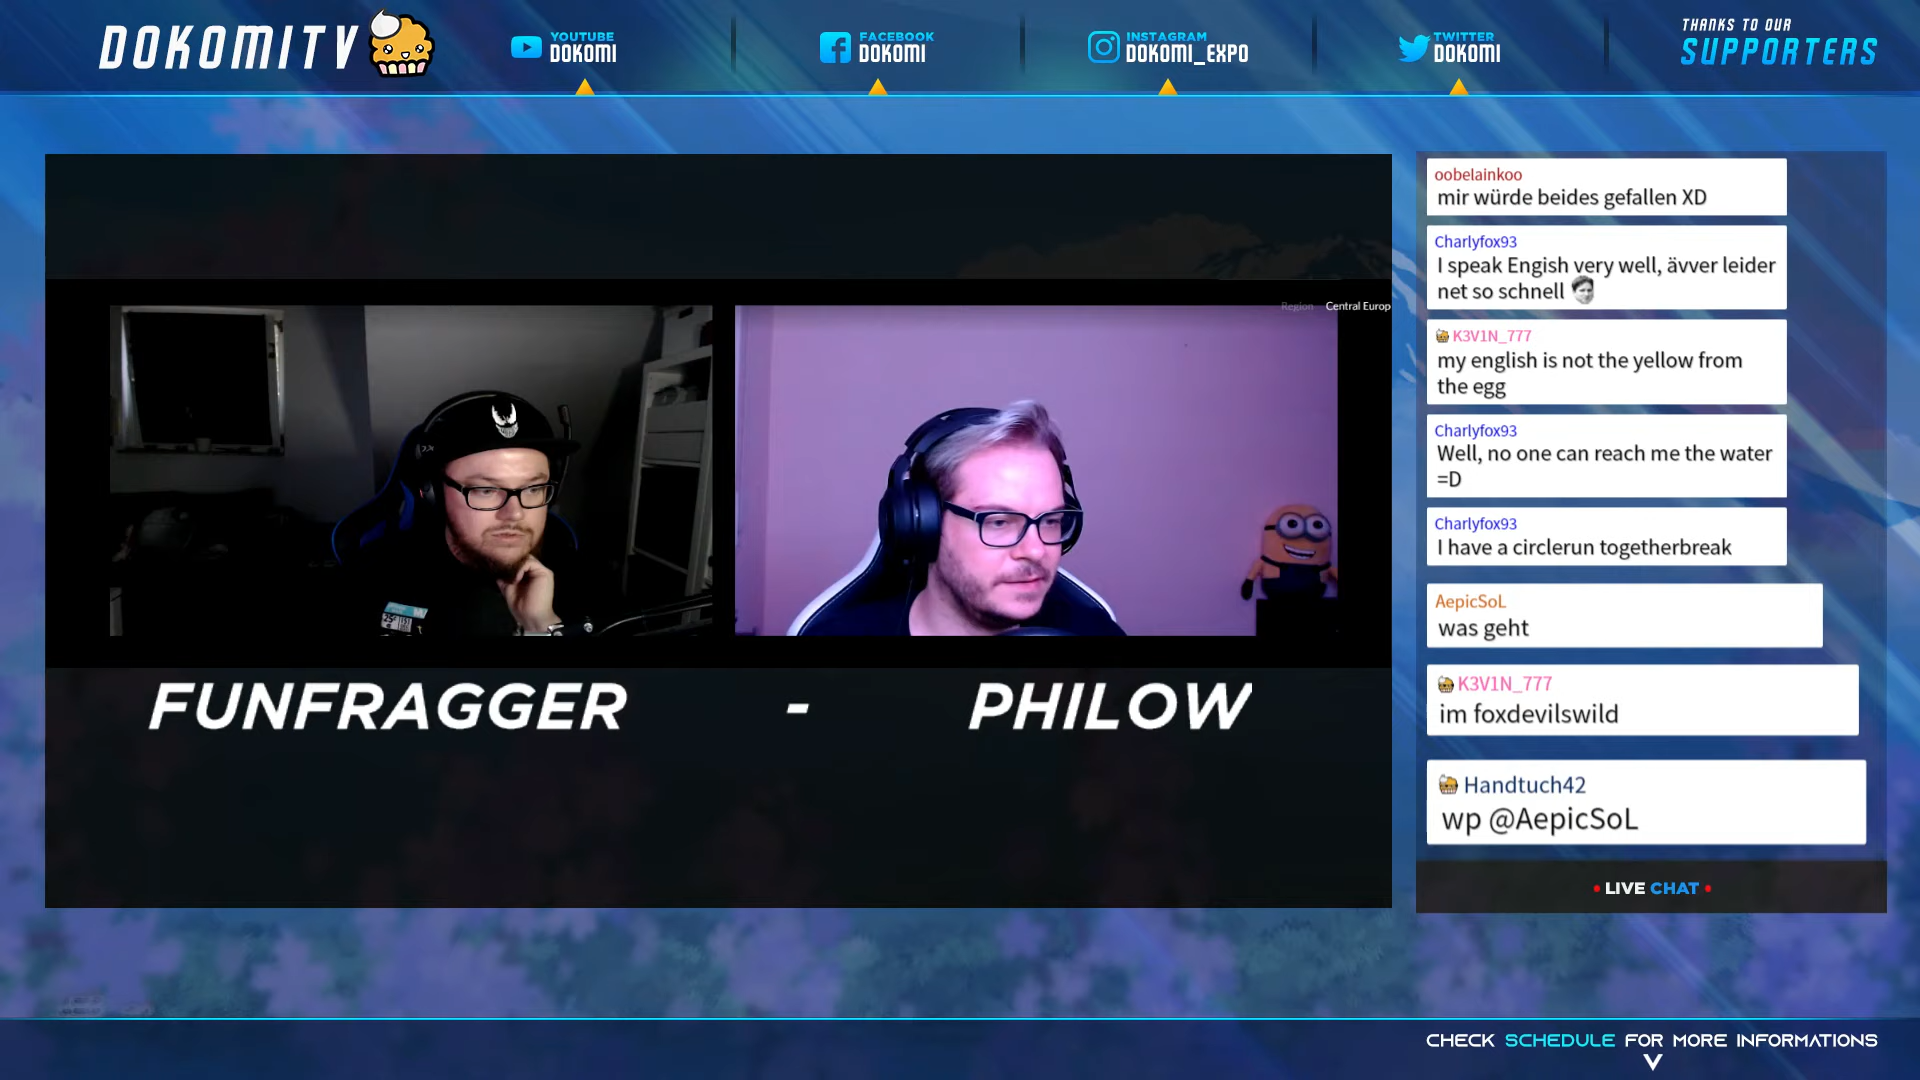 DOKOMITV
YOUTUBE
DOKOMI
FACEBOOK
DOKOMI
INSTAGRAM
DOKOMI_EXPO
TWITTER
DOKOMI
THANKS TO OUR
SUPPORTERS
Region Central Europ
FUNFRAGGER - PHILOW
oobelainkoo
mir würde beides gefallen XD
Charlyfox93
I speak Engish very well, ävver leider
net so schnell
K3V1N_777
my english is not the yellow from
the egg
Charlyfox93
Well, no one can reach me the water
=D
Charlyfox93
I have a circlerun togetherbreak
AepicSoL
was geht
K3V1N_777
im foxdevilswild
Handtuch42
wp @AepicSoL
• LIVE CHAT •
CHECK SCHEDULE FOR MORE INFORMATIONS